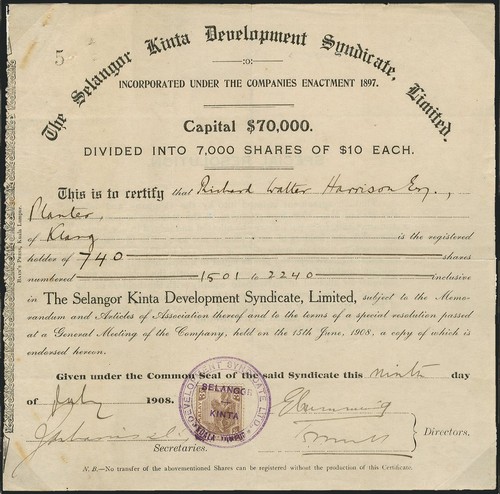 5
The Selangor Kinta Development Syndicate, Limited.
INCORPORATED UNDER THE COMPANIES ENACTMENT 1897.
Capital $70,000.
DIVIDED INTO 7,000 SHARES OF $10 EACH.
This is to certify that Richard Walter Harrison Esq.,
Planter,
of Klang is the registered
holder of 740 shares
numbered 1501 to 2240 inclusive
in The Selangor Kinta Development Syndicate, Limited, subject to the Memo-
randum and Articles of Association thereof and to the terms of a special resolution passed
at a General Meeting of the Company, held on the 15th June, 1908, a copy of which is
endorsed hereon.
Given under the Common Seal of the said Syndicate this ninth day
of July 1908.
SELANGOR
KINTA
DEVELOPMENT SYNDICATE LTD
Directors.
Secretaries.
N.B.—No transfer of the abovementioned Shares can be registered without the production of this Certificate.